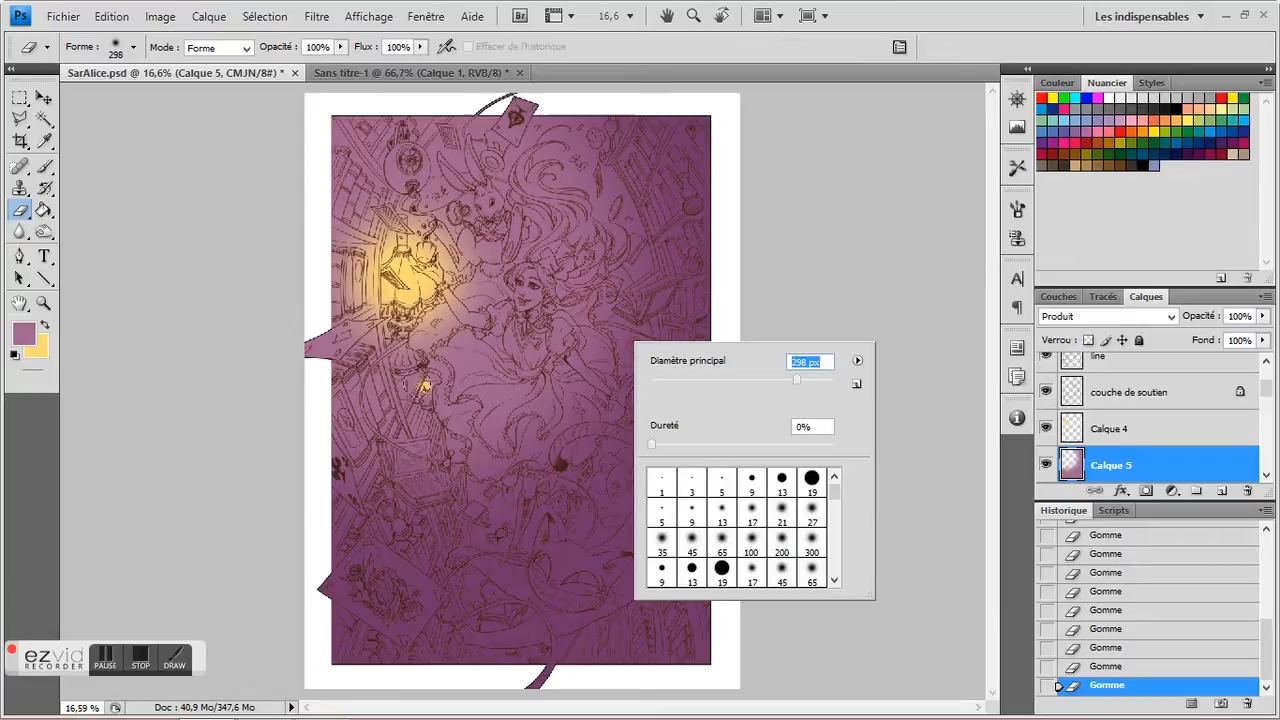 Ps Fichier Edition Image Calque Sélection Filtre Affichage Fenêtre Aide Br 16,6 Les indispensables
Forme : 298 Mode : Forme Opacité : 100% Flux : 100% Effacer de l'historique
SarAlice.psd @ 16,6% (Calque 5, CMJN/8#) * Sans titre-1 @ 66,7% (Calque 1, RVB/8) *
Couleur Nuancier Styles
Couches Tracés Calques
Produit Opacité : 100%
Verrou : Fond : 100%
line
couche de soutien
Calque 4
Calque 5
Historique Scripts
Gomme
Gomme
Gomme
Gomme
Gomme
Gomme
Gomme
Gomme
Gomme
Diamètre principal 298 px
Dureté 0%
1 3 5 9 13 19
5 9 13 17 21 27
35 45 65 100 200 300
9 13 19 17 45 65
ezvid
RECORDER
PAUSE STOP DRAW
16,59 % Doc : 40,9 Mo/347,6 Mo